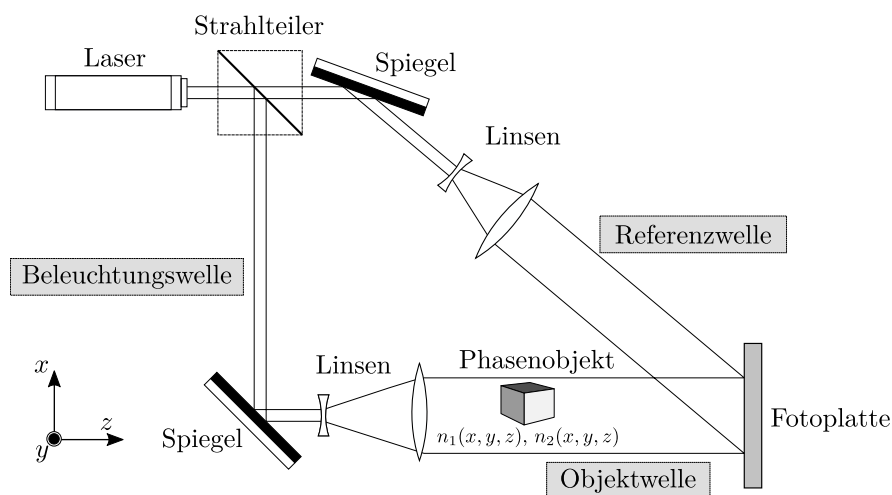 Strahlteiler
Laser
Spiegel
Linsen
Referenzwelle
Beleuchtungswelle
Linsen
Phasenobjekt
x
z
y
Spiegel
n₁(x, y, z), n₂(x, y, z)
Fotoplatte
Objektwelle